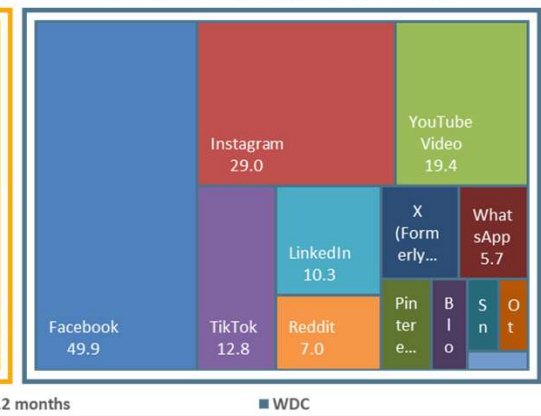 Facebook
49.9
Instagram
29.0
YouTube
Video
19.4
TikTok
12.8
LinkedIn
10.3
Reddit
7.0
X
(Form
erly...
What
sApp
5.7
Pin
ter
e...
B
l
o
S
n
O
t
2 months
WDC